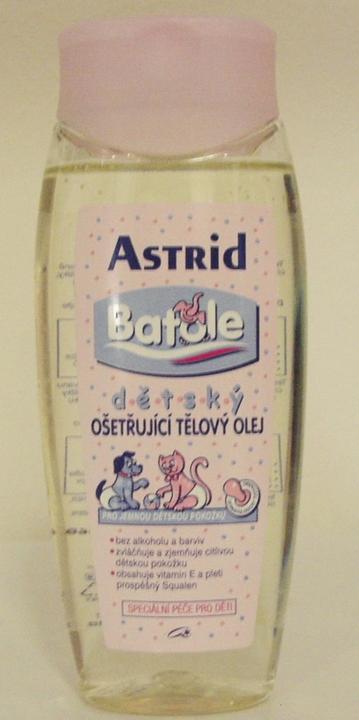 ASTRID
Batole
dětský
OŠETŘUJÍCÍ TĚLOVÝ OLEJ
PRO JEMNOU DĚTSKOU POKOŽKU
• bez alkoholu a barviv
• zvláčňuje a zjemňuje citlivou
dětskou pokožku
• obsahuje vitamin E a pleti
prospěšný Squalen
SPECIÁLNÍ PÉČE PRO DĚTI